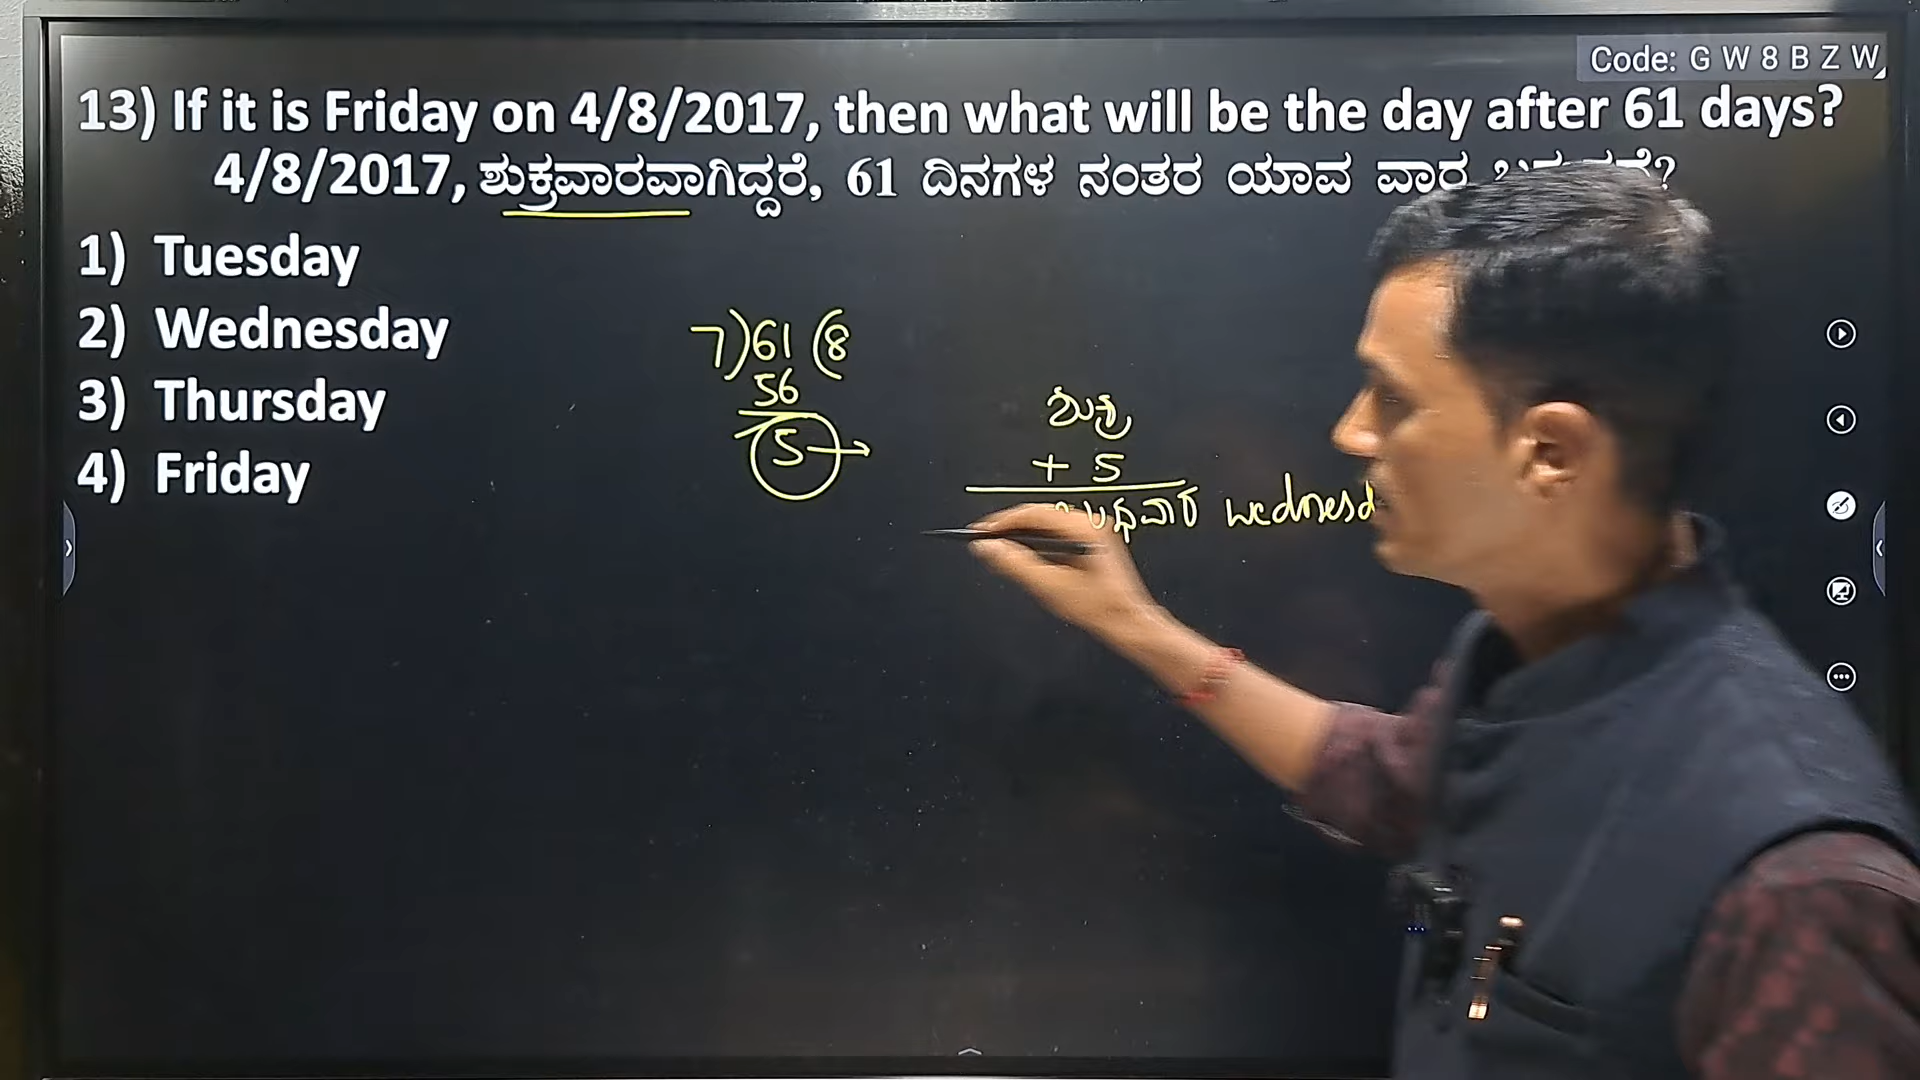 Code: G W 8 B Z W
13) If it is Friday on 4/8/2017, then what will be the day after 61 days?
4/8/2017, ಶುಕ್ರವಾರವಾಗಿದ್ದರೆ, 61 ದಿನಗಳ ನಂತರ ಯಾವ ವಾರ
1) Tuesday
2) Wednesday
3) Thursday
4) Friday
7)61(8
56
5
ಶುಕ್ರ
+ 5
ಬುಧವಾರ wednesd